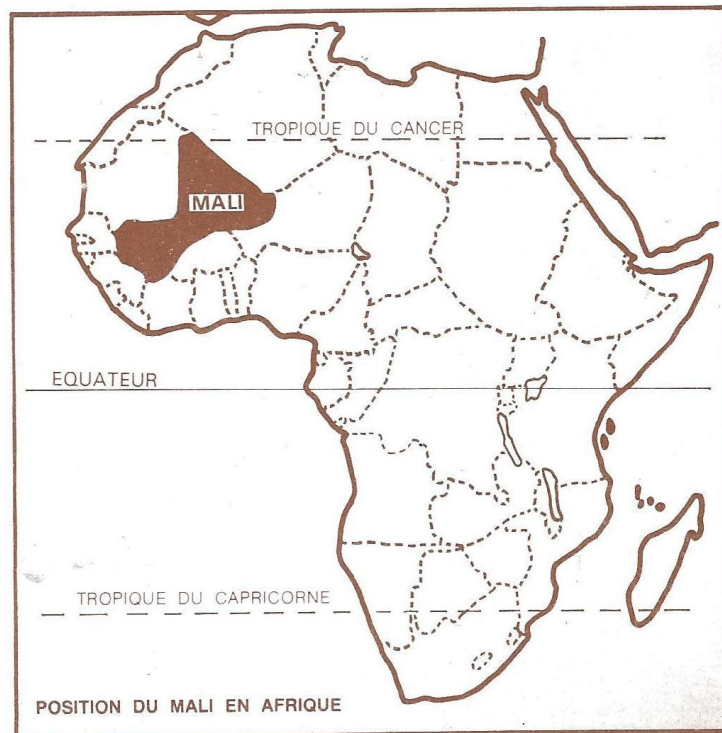 TROPIQUE DU CANCER
MALI
EQUATEUR
TROPIQUE DU CAPRICORNE
POSITION DU MALI EN AFRIQUE